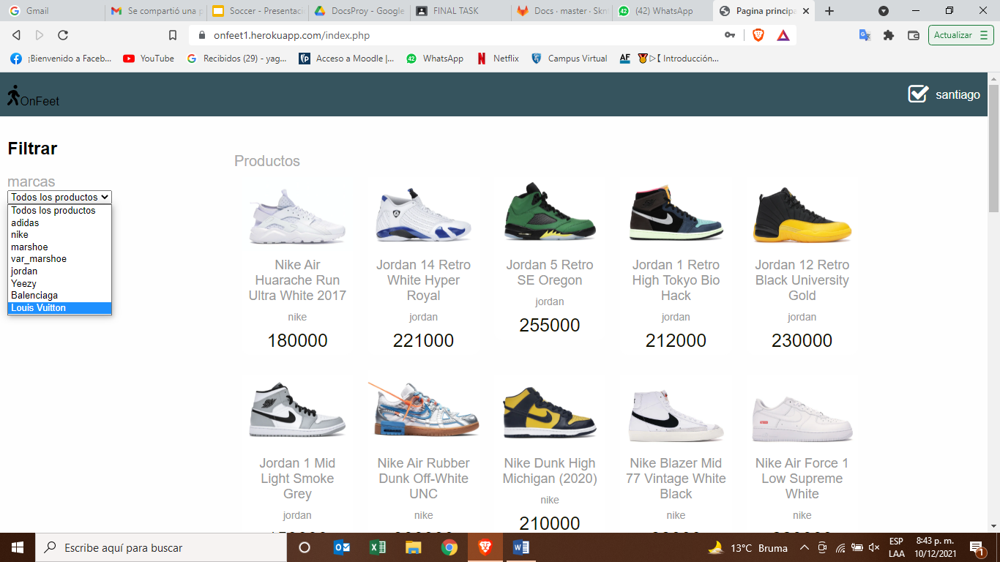 Gmail
Se compartió una p
Soccer - Presentaci
DocsProy - Google
FINAL TASK
Docs · master · Skn
(42) WhatsApp
Pagina principa
onfeet1.herokuapp.com/index.php
Actualizar
¡Bienvenido a Faceb...
YouTube
Recibidos (29) - yag...
Acceso a Moodle |...
WhatsApp
Netflix
Campus Virtual
AF
▷【 Introducción...
OnFeet
santiago
Filtrar
marcas
Todos los productos
Todos los productos
adidas
nike
marshoe
var_marshoe
jordan
Yeezy
Balenciaga
Louis Vuitton
Productos
Nike Air
Huarache Run
Ultra White 2017
nike
180000
Jordan 14 Retro
White Hyper
Royal
jordan
221000
Jordan 5 Retro
SE Oregon
jordan
255000
Jordan 1 Retro
High Tokyo Bio
Hack
jordan
212000
Jordan 12 Retro
Black University
Gold
jordan
230000
Jordan 1 Mid
Light Smoke
Grey
jordan
Nike Air Rubber
Dunk Off-White
UNC
nike
Nike Dunk High
Michigan (2020)
nike
210000
Nike Blazer Mid
77 Vintage White
Black
nike
Nike Air Force 1
Low Supreme
White
nike
Escribe aquí para buscar
13°C Bruma
ESP
LAA
8:43 p. m.
10/12/2021
1